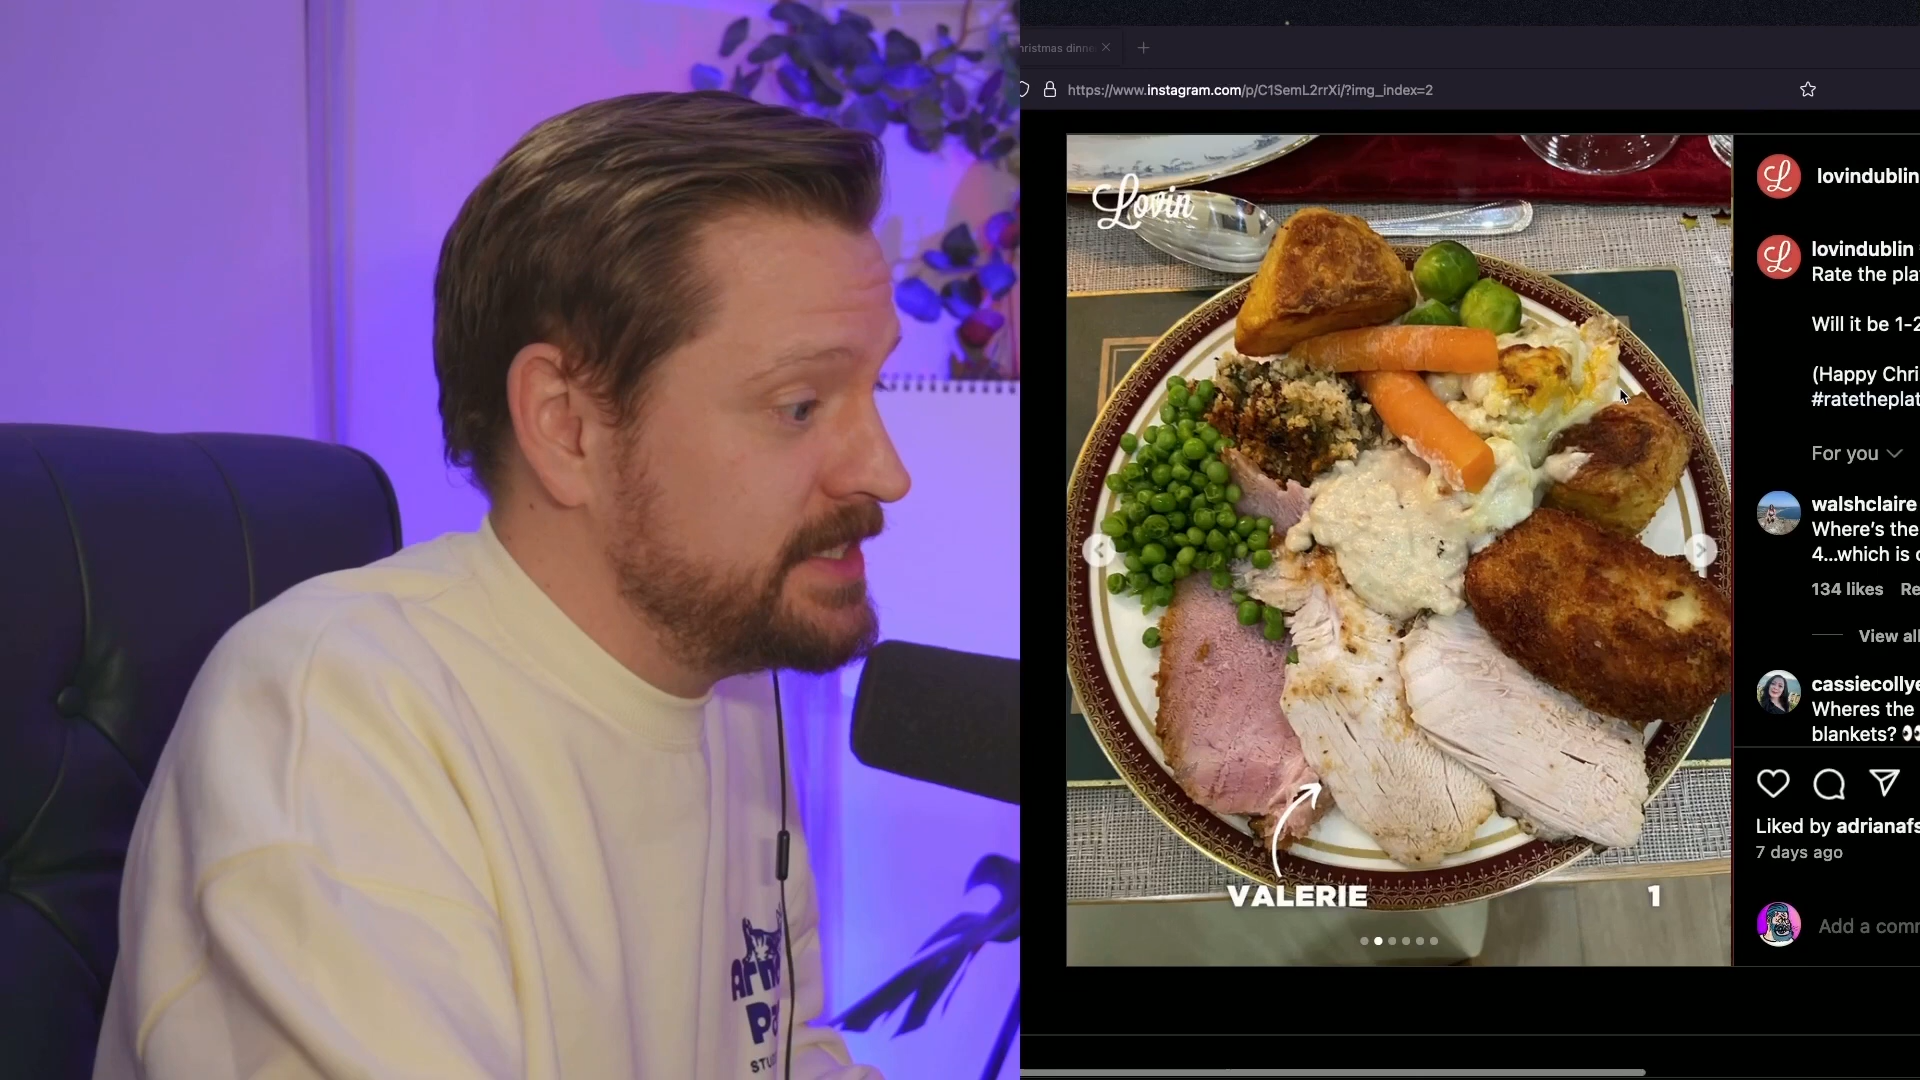 hristmas dinne
https://www.instagram.com/p/C1SemL2rrXi/?img_index=2
Lovin
VALERIE
1
L lovindublin
L lovindublin
Rate the pla
Will it be 1-2
(Happy Chri
#ratetheplat
For you
walshclaire
Where's the
4...which is c
134 likes Re
View all
cassiecollye
Wheres the
blankets? 👀
Liked by adrianafs
7 days ago
Add a comm